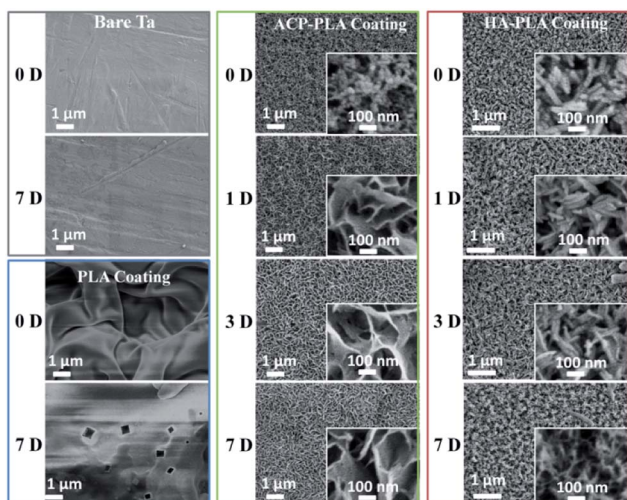 Bare Ta
0 D
1 μm
7 D
1 μm
PLA Coating
0 D
1 μm
7 D
1 μm
ACP-PLA Coating
0 D
1 μm
100 nm
1 D
1 μm
100 nm
3 D
1 μm
100 nm
7 D
1 μm
100 nm
HA-PLA Coating
0 D
1 μm
100 nm
1 D
1 μm
100 nm
3 D
1 μm
100 nm
7 D
1 μm
100 nm